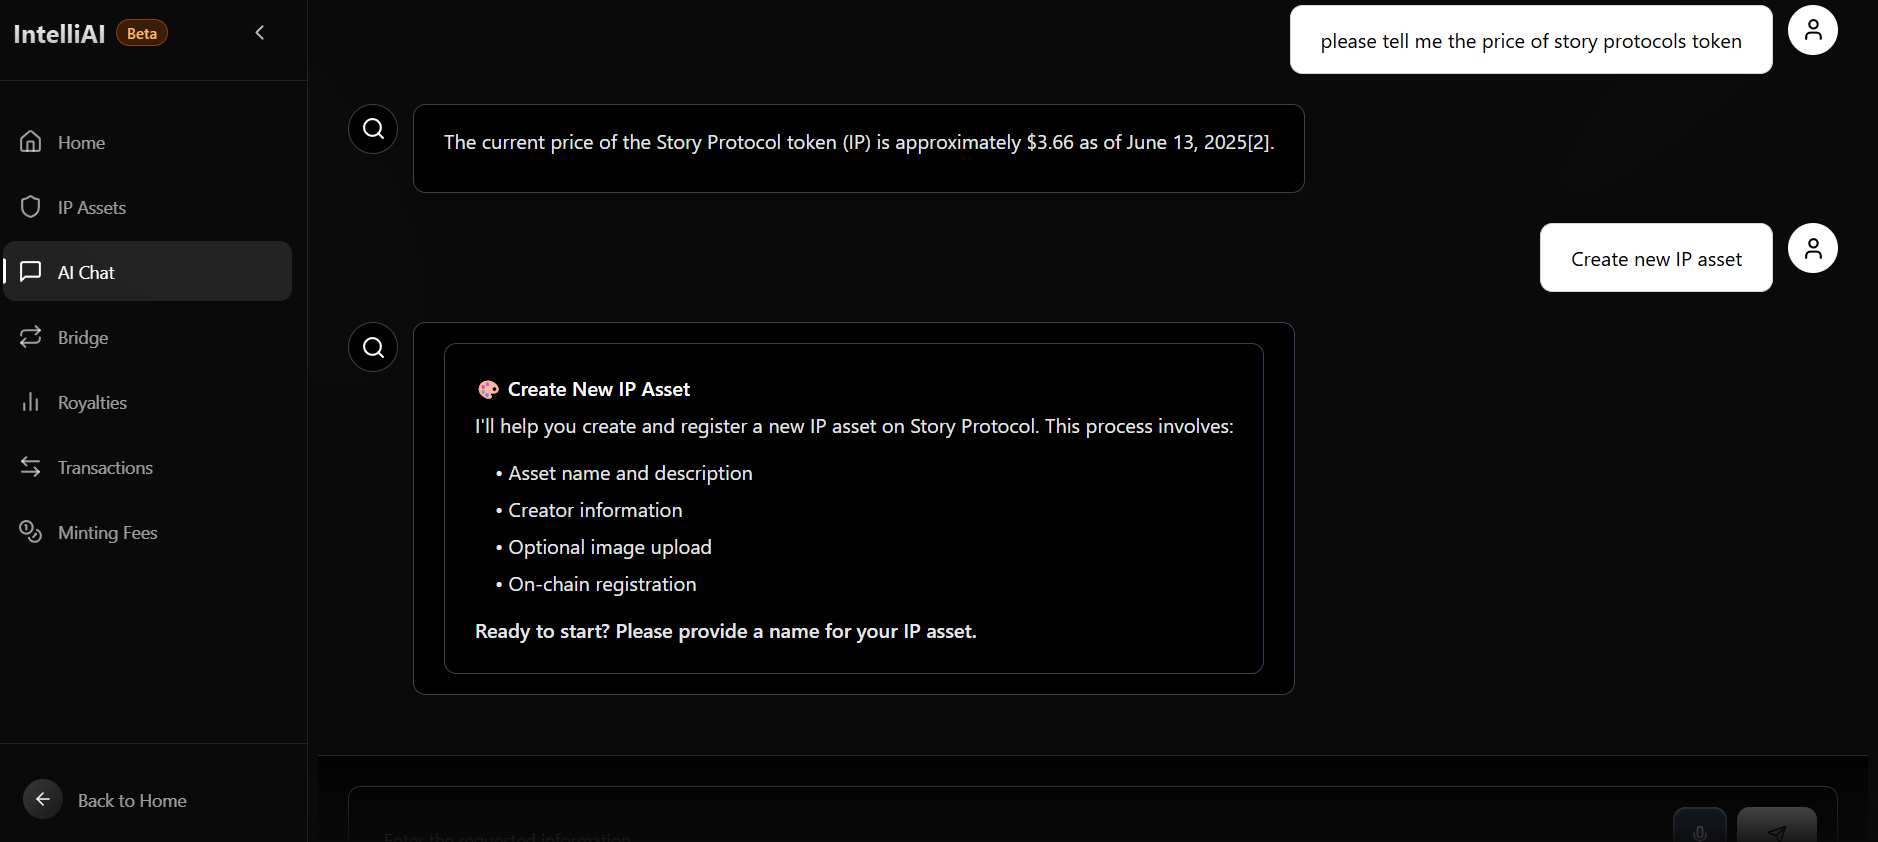 IntelliAI Beta
Home
IP Assets
AI Chat
Bridge
Royalties
Transactions
Minting Fees
Back to Home
please tell me the price of story protocols token
The current price of the Story Protocol token (IP) is approximately $3.66 as of June 13, 2025[2].
Create new IP asset
Create New IP Asset
I'll help you create and register a new IP asset on Story Protocol. This process involves:
• Asset name and description
• Creator information
• Optional image upload
• On-chain registration
Ready to start? Please provide a name for your IP asset.
Enter the requested information